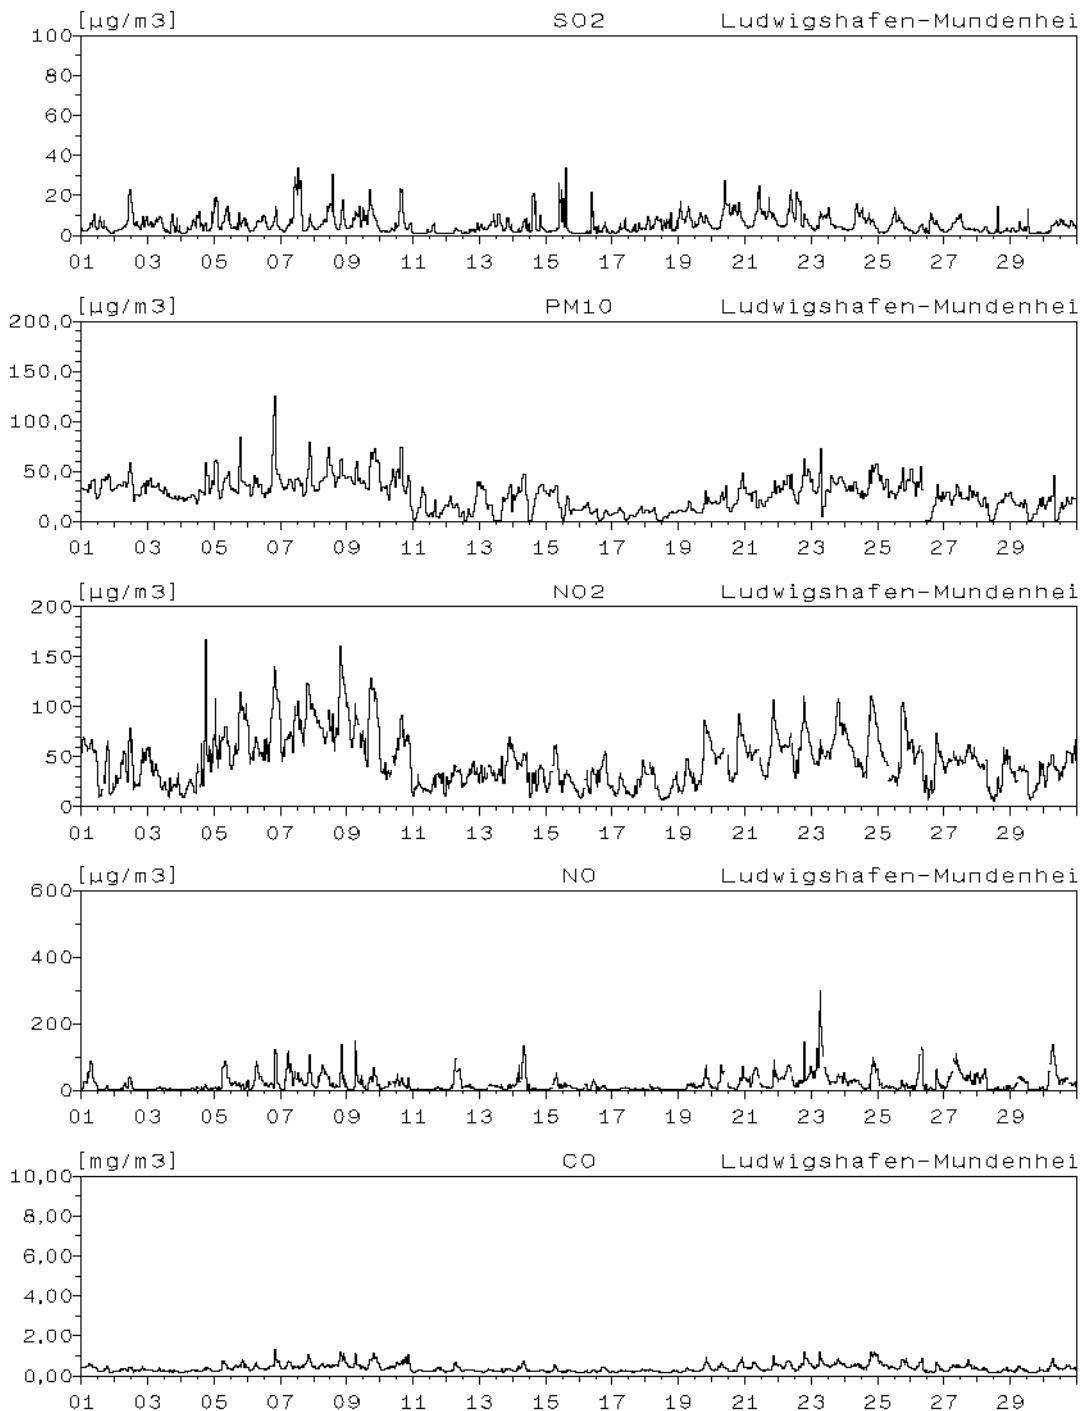 [µg/m3] SO2 Ludwigshafen-Mundenhei
100
80
60
40
20
0
01 03 05 07 09 11 13 15 17 19 21 23 25 27 29
[µg/m3] PM10 Ludwigshafen-Mundenhei
200,0
150,0
100,0
50,0
0,0
01 03 05 07 09 11 13 15 17 19 21 23 25 27 29
[µg/m3] NO2 Ludwigshafen-Mundenhei
200
150
100
50
0
01 03 05 07 09 11 13 15 17 19 21 23 25 27 29
[µg/m3] NO Ludwigshafen-Mundenhei
600
400
200
0
01 03 05 07 09 11 13 15 17 19 21 23 25 27 29
[mg/m3] CO Ludwigshafen-Mundenhei
10,00
8,00
6,00
4,00
2,00
0,00
01 03 05 07 09 11 13 15 17 19 21 23 25 27 29